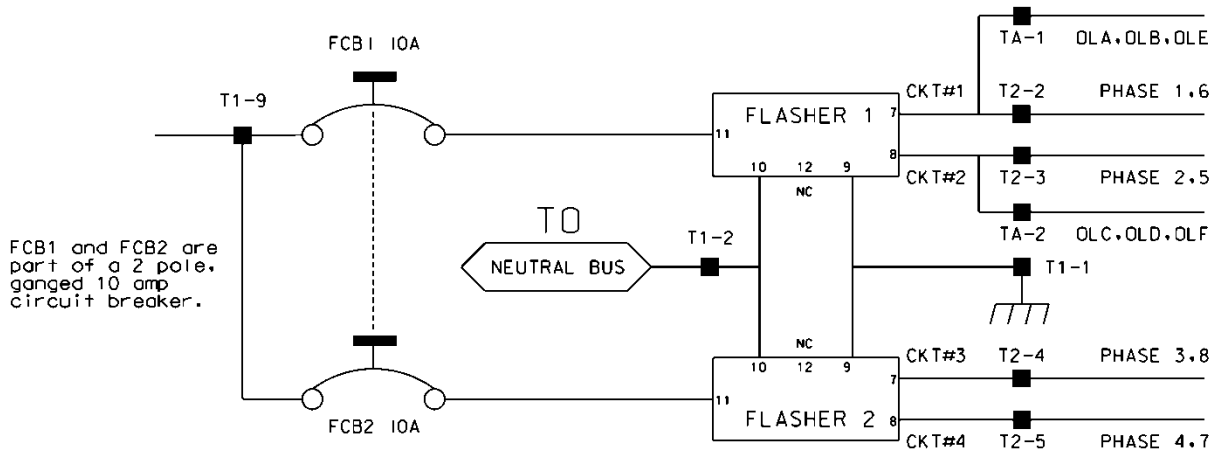 FCB1 10A
T1-9
FLASHER 1
11
7
8
10 12 9
NC
CKT#1
CKT#2
TA-1 OLA,OLB,OLE
T2-2 PHASE 1,6
T2-3 PHASE 2,5
TA-2 OLC,OLD,OLF
TO
NEUTRAL BUS
T1-2
T1-1
FCB1 and FCB2 are
part of a 2 pole,
ganged 10 amp
circuit breaker.
FCB2 10A
NC
10 12 9
11
7
8
FLASHER 2
CKT#3 T2-4 PHASE 3,8
CKT#4 T2-5 PHASE 4,7